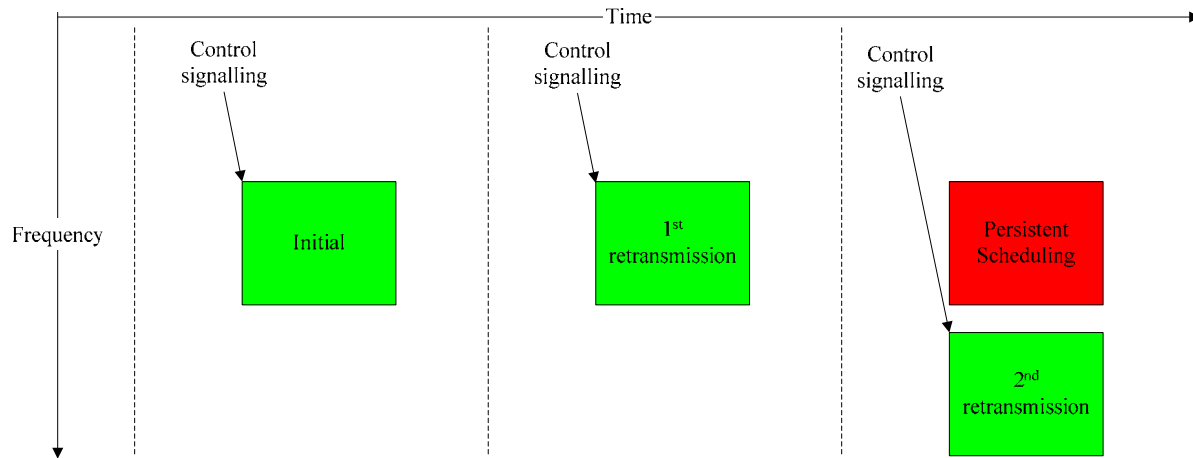 Time
Control
signalling
Control
signalling
Control
signalling
Frequency
Initial
1st
retransmission
Persistent
Scheduling
2nd
retransmission